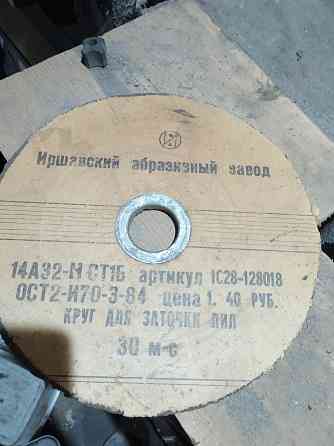 Иршавский абразивный завод
14А32-Н СТ1Б артикул 1С28-128018
ОСТ2-И70-3-84 цена 1. 40 РУБ.
КРУГ ДЛЯ ЗАТОЧКИ ПИЛ
30 м-с